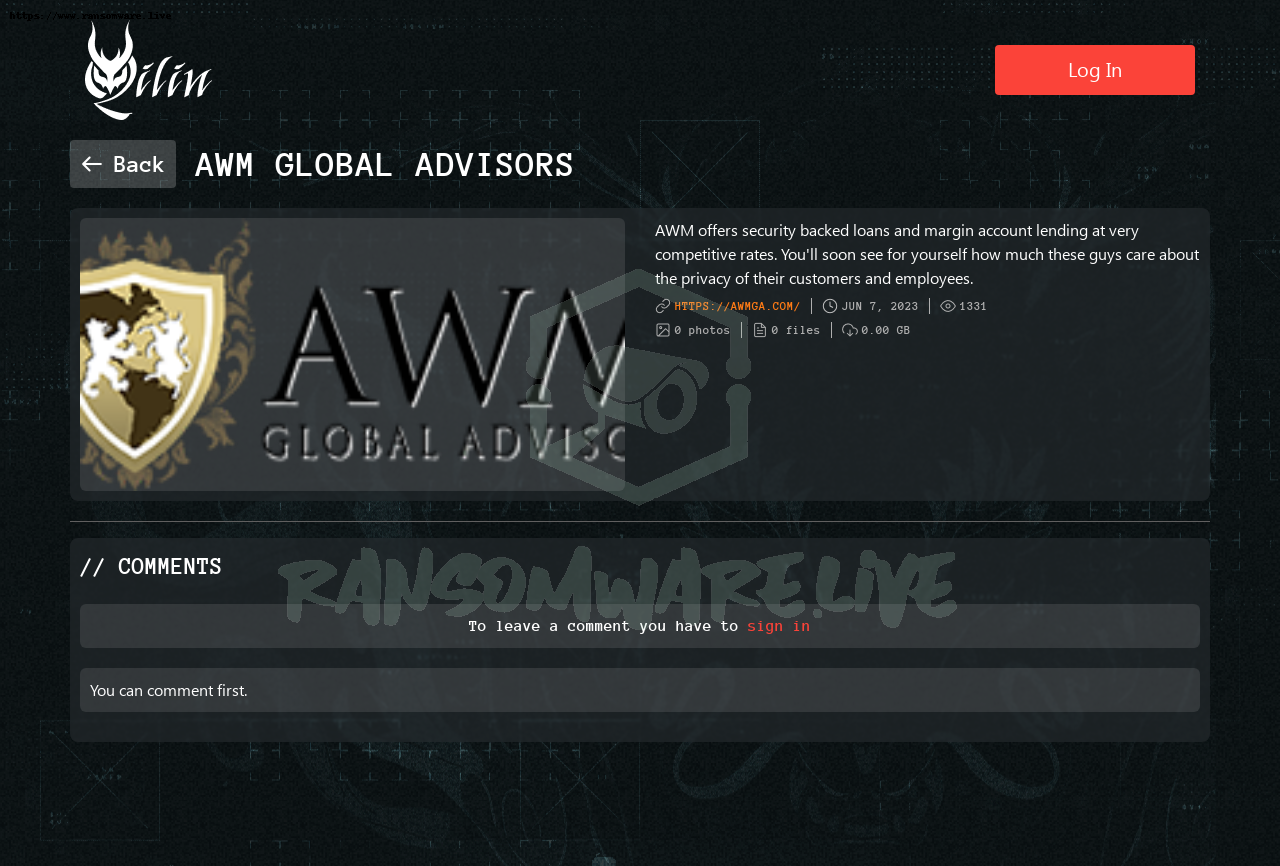 https://www.ransomware.live
Qilin
Log In
← Back
AWM GLOBAL ADVISORS
AWM
GLOBAL ADVISO
AWM offers security backed loans and margin account lending at very
competitive rates. You'll soon see for yourself how much these guys care about
the privacy of their customers and employees.
HTTPS://AWMGA.COM/ | JUN 7, 2023 | 1331
0 photos | 0 files | 0.00 GB
RANSOMWARE.LIVE
// COMMENTS
To leave a comment you have to sign in
You can comment first.